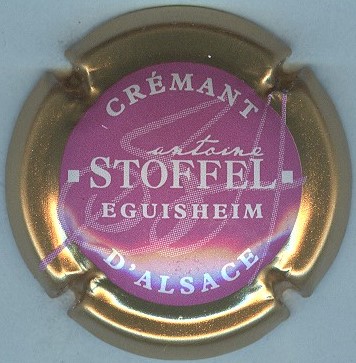 CRÉMANT
antoine
STOFFEL
EGUISHEIM
D'ALSACE